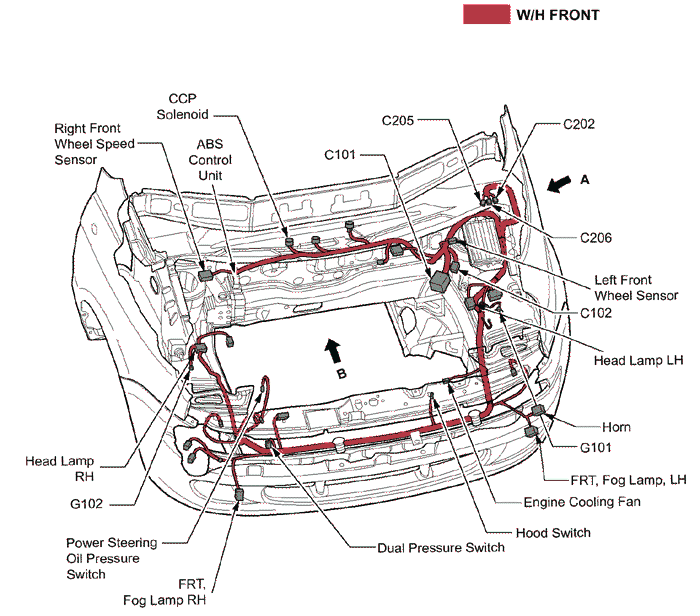 W/H FRONT
CCP
Solenoid
Right Front
Wheel Speed
Sensor
ABS
Control
Unit
C101
C205
C202
A
C206
Left Front
Wheel Sensor
C102
Head Lamp LH
B
Horn
G101
FRT, Fog Lamp, LH
Engine Cooling Fan
Hood Switch
Dual Pressure Switch
Head Lamp
RH
G102
Power Steering
Oil Pressure
Switch
FRT,
Fog Lamp RH